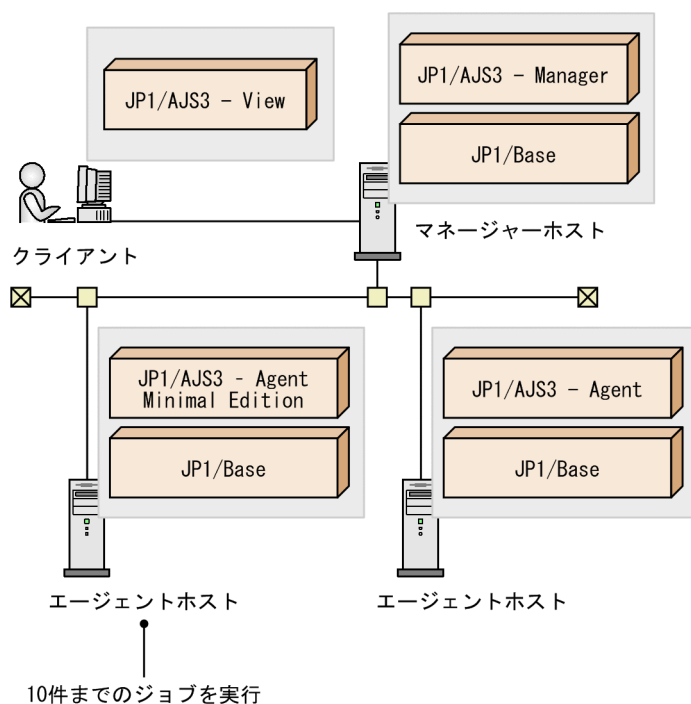 JP1/AJS3 − View
JP1/AJS3 − Manager
JP1/Base
クライアント
マネージャーホスト
JP1/AJS3 - Agent
Minimal Edition
JP1/Base
JP1/AJS3 − Agent
JP1/Base
エージェントホスト
エージェントホスト
10件までのジョブを実行